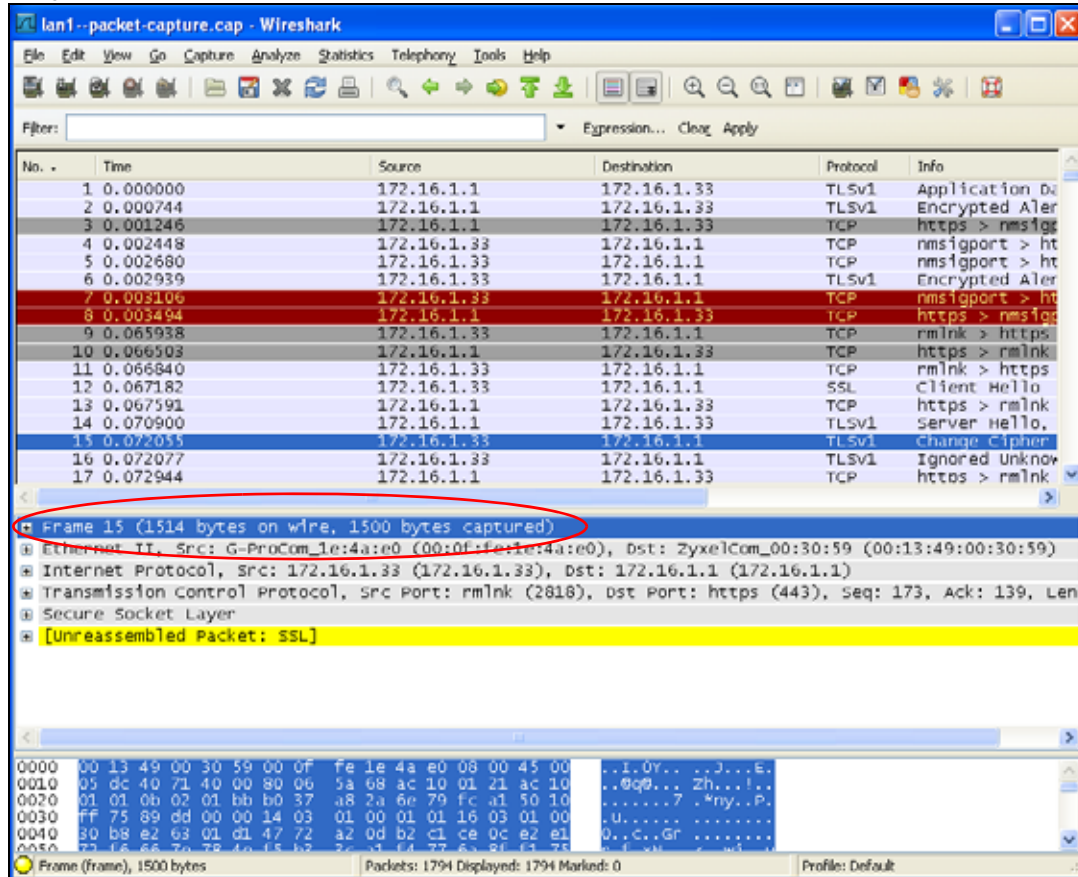 lan1--packet-capture.cap - Wireshark
File Edit View Go Capture Analyze Statistics Telephony Tools Help
Filter: Expression... Clear Apply
No. . Time Source Destination Protocol Info
1 0.000000 172.16.1.1 172.16.1.33 TLSv1 Application Da
2 0.000744 172.16.1.1 172.16.1.33 TLSv1 Encrypted Aler
3 0.001246 172.16.1.1 172.16.1.33 TCP https > nmsigp
4 0.002448 172.16.1.33 172.16.1.1 TCP nmsigport > ht
5 0.002680 172.16.1.33 172.16.1.1 TCP nmsigport > ht
6 0.002939 172.16.1.33 172.16.1.1 TLSv1 Encrypted Aler
7 0.003106 172.16.1.33 172.16.1.1 TCP nmsigport > ht
8 0.003494 172.16.1.1 172.16.1.33 TCP https > nmsigp
9 0.065938 172.16.1.33 172.16.1.1 TCP rmlnk > https
10 0.066503 172.16.1.1 172.16.1.33 TCP https > rmlnk
11 0.066840 172.16.1.33 172.16.1.1 TCP rmlnk > https
12 0.067182 172.16.1.33 172.16.1.1 SSL Client Hello
13 0.067591 172.16.1.1 172.16.1.33 TCP https > rmlnk
14 0.070900 172.16.1.1 172.16.1.33 TLSv1 Server Hello,
15 0.072055 172.16.1.33 172.16.1.1 TLSv1 Change Cipher
16 0.072077 172.16.1.33 172.16.1.1 TLSv1 Ignored Unknow
17 0.072944 172.16.1.1 172.16.1.33 TCP https > rmlnk
Frame 15 (1514 bytes on wire, 1500 bytes captured)
Ethernet II, Src: G-ProCom_1e:4a:e0 (00:0f:fe:1e:4a:e0), Dst: ZyxelCom_00:30:59 (00:13:49:00:30:59)
Internet Protocol, Src: 172.16.1.33 (172.16.1.33), Dst: 172.16.1.1 (172.16.1.1)
Transmission Control Protocol, Src Port: rmlnk (2818), Dst Port: https (443), Seq: 173, Ack: 139, Len
Secure Socket Layer
[Unreassembled Packet: SSL]
0000 00 13 49 00 30 59 00 0f fe 1e 4a e0 08 00 45 00 ..I.0Y.. ..J...E.
0010 05 dc 40 71 40 00 80 06 5a 68 ac 10 01 21 ac 10 ..@q@... Zh...!..
0020 01 01 0b 02 01 bb b0 37 a8 2a 6e 79 fc a1 50 10 .......7 .*ny..P.
0030 ff 75 89 dd 00 00 14 03 01 00 01 01 16 03 01 00 .u...... ........
0040 30 b8 e2 63 01 d1 47 72 a2 0d b2 c1 ce 0c e2 e1 0..c..Gr ........
0050
Frame (frame), 1500 bytes Packets: 1794 Displayed: 1794 Marked: 0 Profile: Default